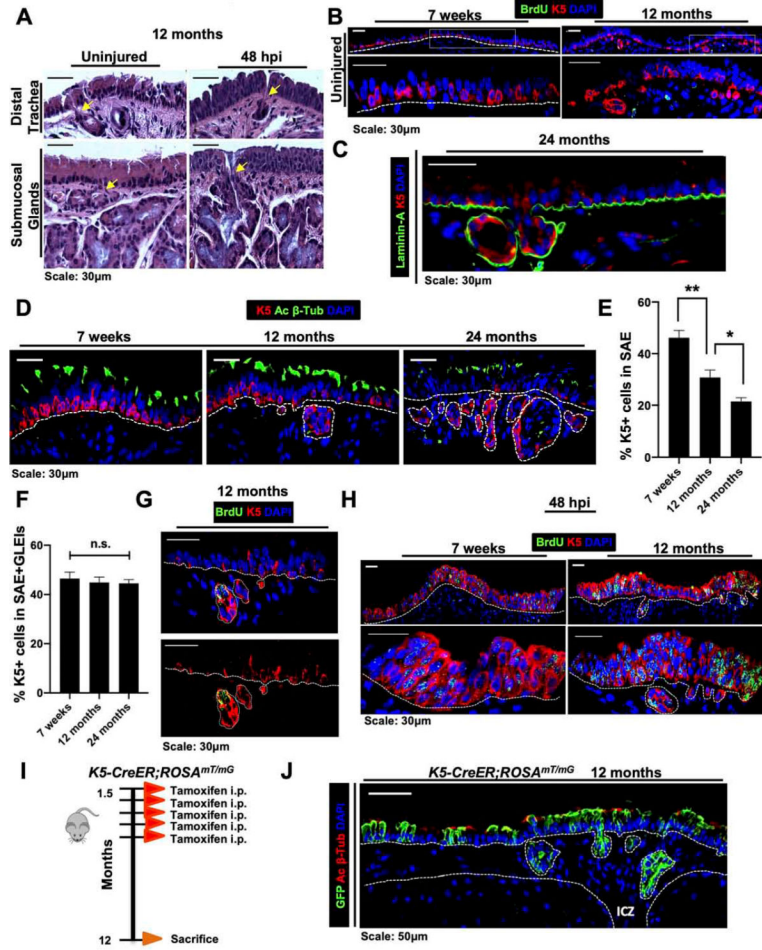 A
12 months
Uninjured
48 hpi
Distal
Trachea
Submucosal
Glands
Scale: 30µm
B
BrdU K5 DAPI
7 weeks
12 months
Uninjured
Scale: 30µm
C
24 months
Laminin-A K5 DAPI
Scale: 30µm
D
K5 Ac β-Tub DAPI
7 weeks
12 months
24 months
Scale: 30µm
E
% K5+ cells in SAE
60
40
20
0
**
*
7 weeks
12 months
24 months
F
% K5+ cells in SAE+GLEIs
60
40
20
0
n.s.
7 weeks
12 months
24 months
G
12 months
BrdU K5 DAPI
Scale: 30µm
H
48 hpi
BrdU K5 DAPI
7 weeks
12 months
Scale: 30µm
I
K5-CreER;ROSAmT/mG
1.5
Tamoxifen i.p.
Tamoxifen i.p.
Tamoxifen i.p.
Tamoxifen i.p.
Tamoxifen i.p.
Months
12
Sacrifice
J
K5-CreER;ROSAmT/mG 12 months
GFP Ac β-Tub DAPI
ICZ
Scale: 50µm